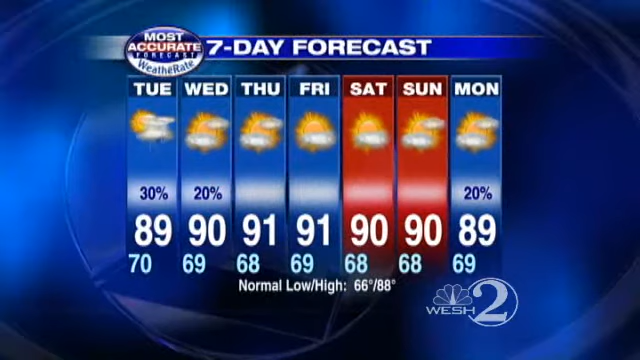 MOST
ACCURATE
FORECAST
WeatheRate
7-DAY FORECAST
TUE WED THU FRI SAT SUN MON
30% 20% 20%
89 90 91 91 90 90 89
70 69 68 69 68 68 69
Normal Low/High: 66°/88°
WESH 2